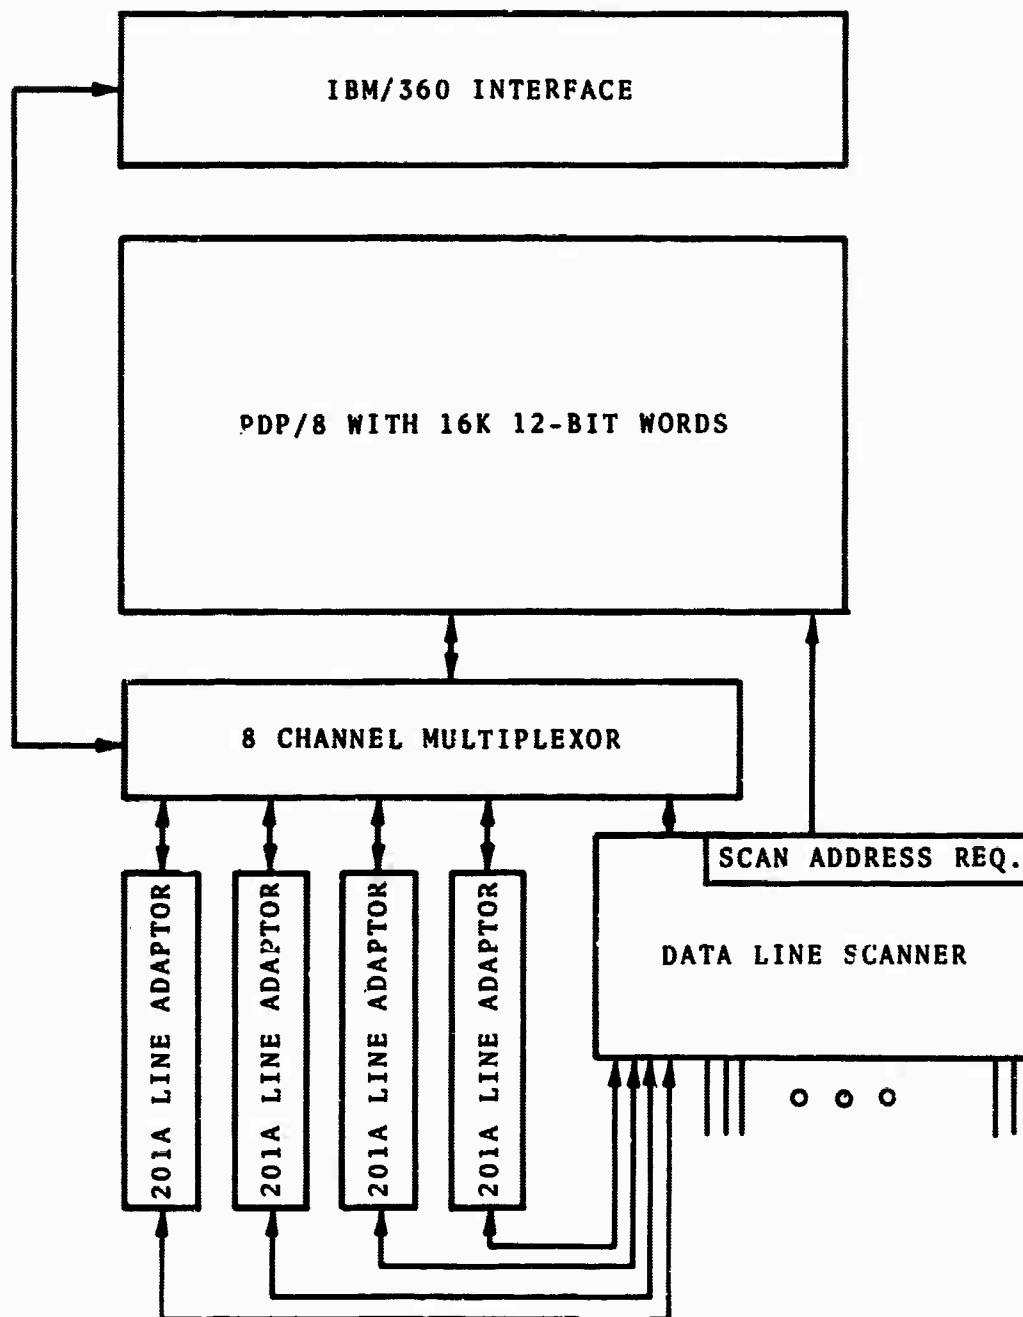 IBM/360 INTERFACE
PDP/8 WITH 16K 12-BIT WORDS
8 CHANNEL MULTIPLEXOR
SCAN ADDRESS REQ.
DATA LINE SCANNER
201A LINE ADAPTOR
201A LINE ADAPTOR
201A LINE ADAPTOR
201A LINE ADAPTOR